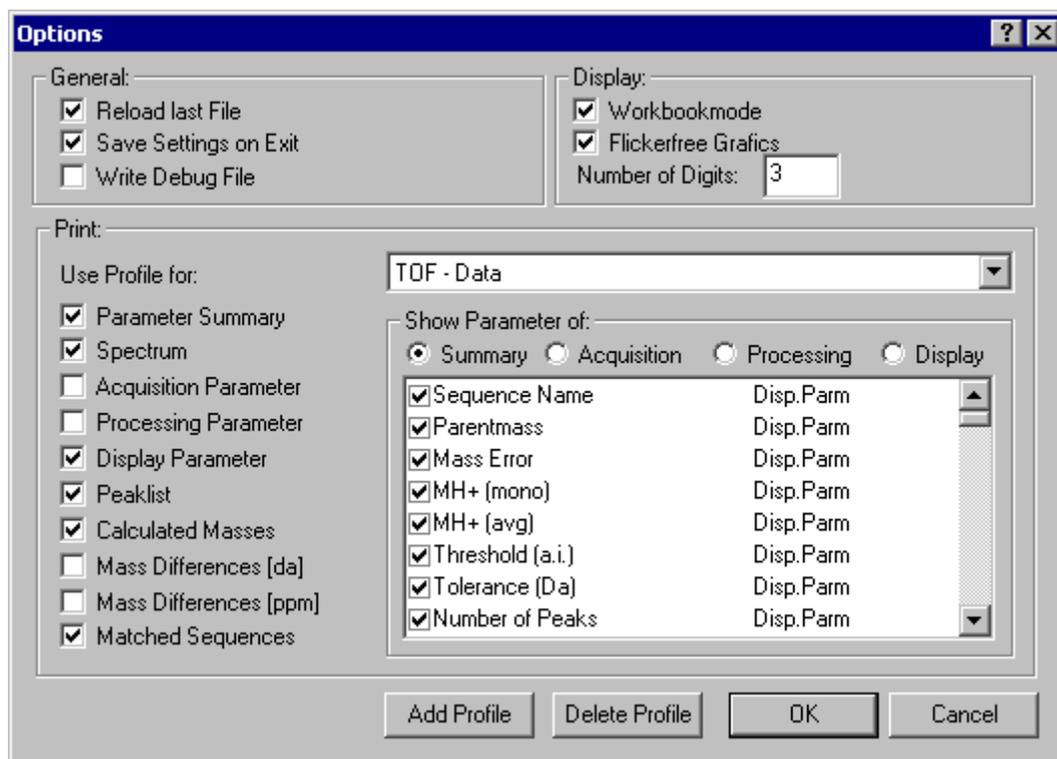 Options
General:
Reload last File
Save Settings on Exit
Write Debug File
Display:
Workbookmode
Flickerfree Grafics
Number of Digits: 3
Print:
Use Profile for: TOF - Data
Parameter Summary
Spectrum
Acquisition Parameter
Processing Parameter
Display Parameter
Peaklist
Calculated Masses
Mass Differences [da]
Mass Differences [ppm]
Matched Sequences
Show Parameter of:
Summary Acquisition Processing Display
Sequence Name Disp.Parm
Parentmass Disp.Parm
Mass Error Disp.Parm
MH+ (mono) Disp.Parm
MH+ (avg) Disp.Parm
Threshold (a.i.) Disp.Parm
Tolerance (Da) Disp.Parm
Number of Peaks Disp.Parm
Add Profile Delete Profile OK Cancel